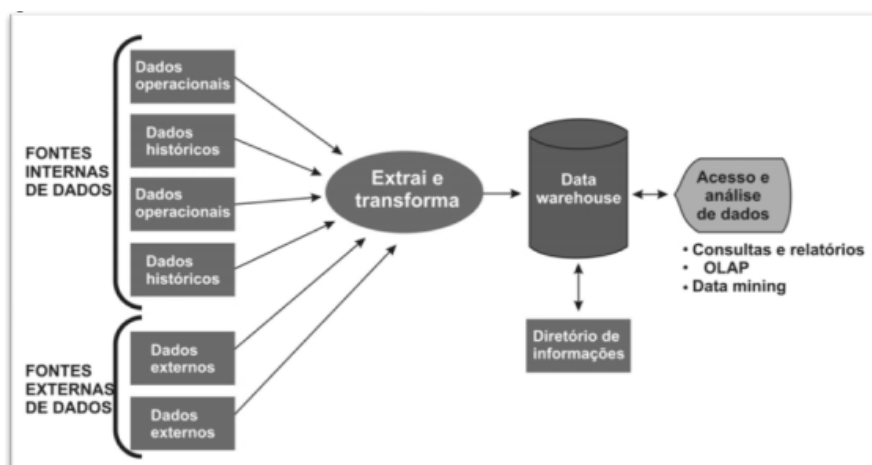 FONTES
INTERNAS
DE DADOS
Dados
operacionais
Dados
históricos
Dados
operacionais
Dados
históricos
FONTES
EXTERNAS
DE DADOS
Dados
externos
Dados
externos
Extrai e
transforma
Data
warehouse
Diretório de
informações
Acesso e
análise
de dados
• Consultas e relatórios
• OLAP
• Data mining